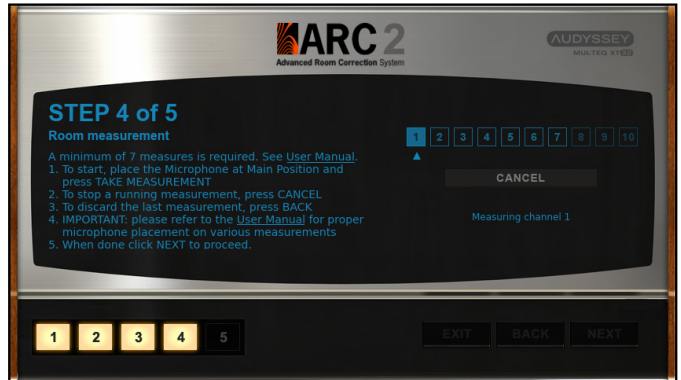 ARC 2
Advanced Room Correction System
AUDYSSEY
MULTEQ XT32
STEP 4 of 5
Room measurement
A minimum of 7 measures is required. See User Manual.
1. To start, place the Microphone at Main Position and
press TAKE MEASUREMENT
2. To stop a running measurement, press CANCEL
3. To discard the last measurement, press BACK
4. IMPORTANT: please refer to the User Manual for proper
microphone placement on various measurements
5. When done click NEXT to proceed.
1 2 3 4 5 6 7 8 9 10
CANCEL
Measuring channel 1
1 2 3 4 5
EXIT BACK NEXT